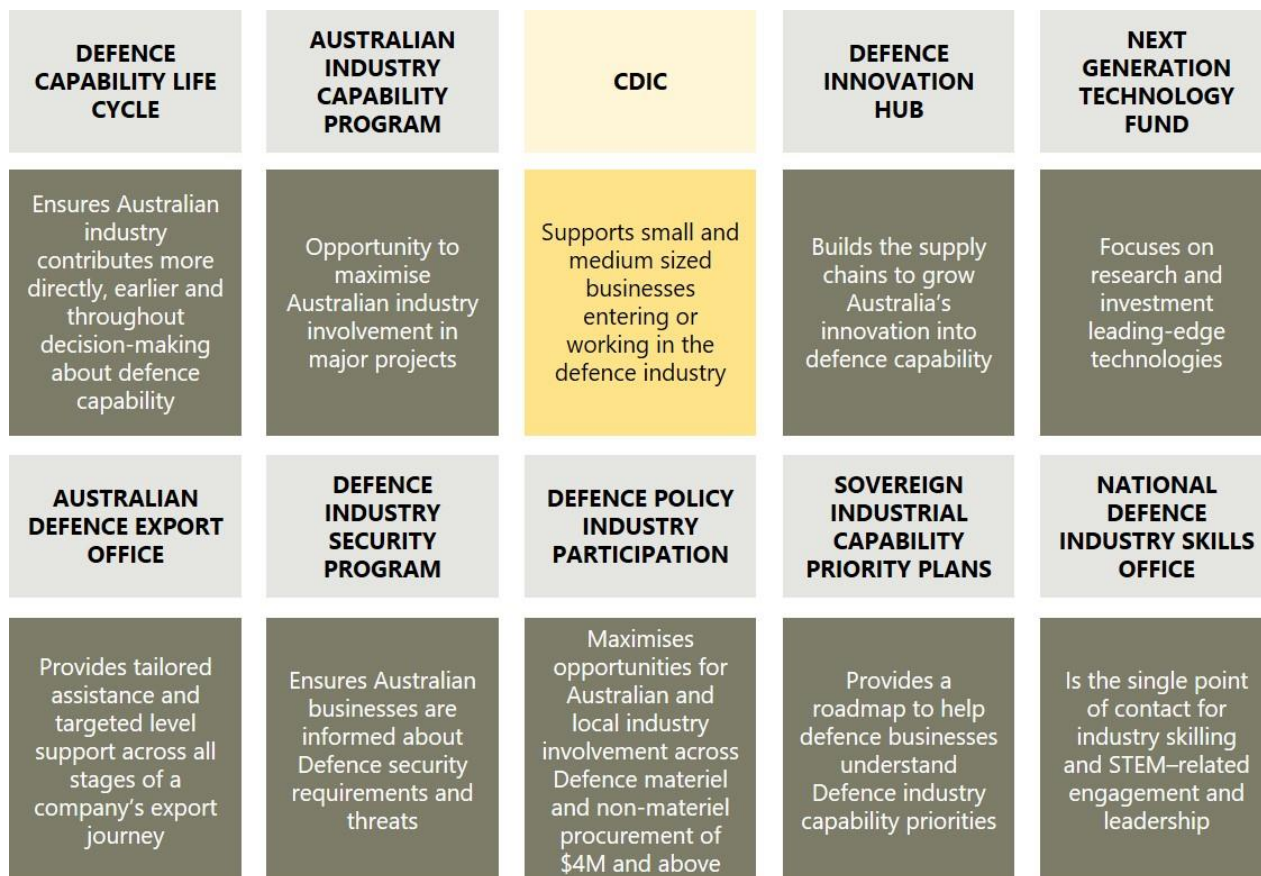 DEFENCE
CAPABILITY LIFE
CYCLE
AUSTRALIAN
INDUSTRY
CAPABILITY
PROGRAM
CDIC
DEFENCE
INNOVATION
HUB
NEXT
GENERATION
TECHNOLOGY
FUND
Ensures Australian
industry
contributes more
directly, earlier and
throughout
decision-making
about defence
capability
Opportunity to
maximise
Australian industry
involvement in
major projects
Supports small and
medium sized
businesses
entering or
working in the
defence industry
Builds the supply
chains to grow
Australia's
innovation into
defence capability
Focuses on
research and
investment
leading-edge
technologies
AUSTRALIAN
DEFENCE EXPORT
OFFICE
DEFENCE
INDUSTRY
SECURITY
PROGRAM
DEFENCE POLICY
INDUSTRY
PARTICIPATION
SOVEREIGN
INDUSTRIAL
CAPABILITY
PRIORITY PLANS
NATIONAL
DEFENCE
INDUSTRY SKILLS
OFFICE
Provides tailored
assistance and
targeted level
support across all
stages of a
company's export
journey
Ensures Australian
businesses are
informed about
Defence security
requirements and
threats
Maximises
opportunities for
Australian and
local industry
involvement across
Defence materiel
and non-materiel
procurement of
$4M and above
Provides a
roadmap to help
defence businesses
understand
Defence industry
capability priorities
Is the single point
of contact for
industry skilling
and STEM–related
engagement and
leadership